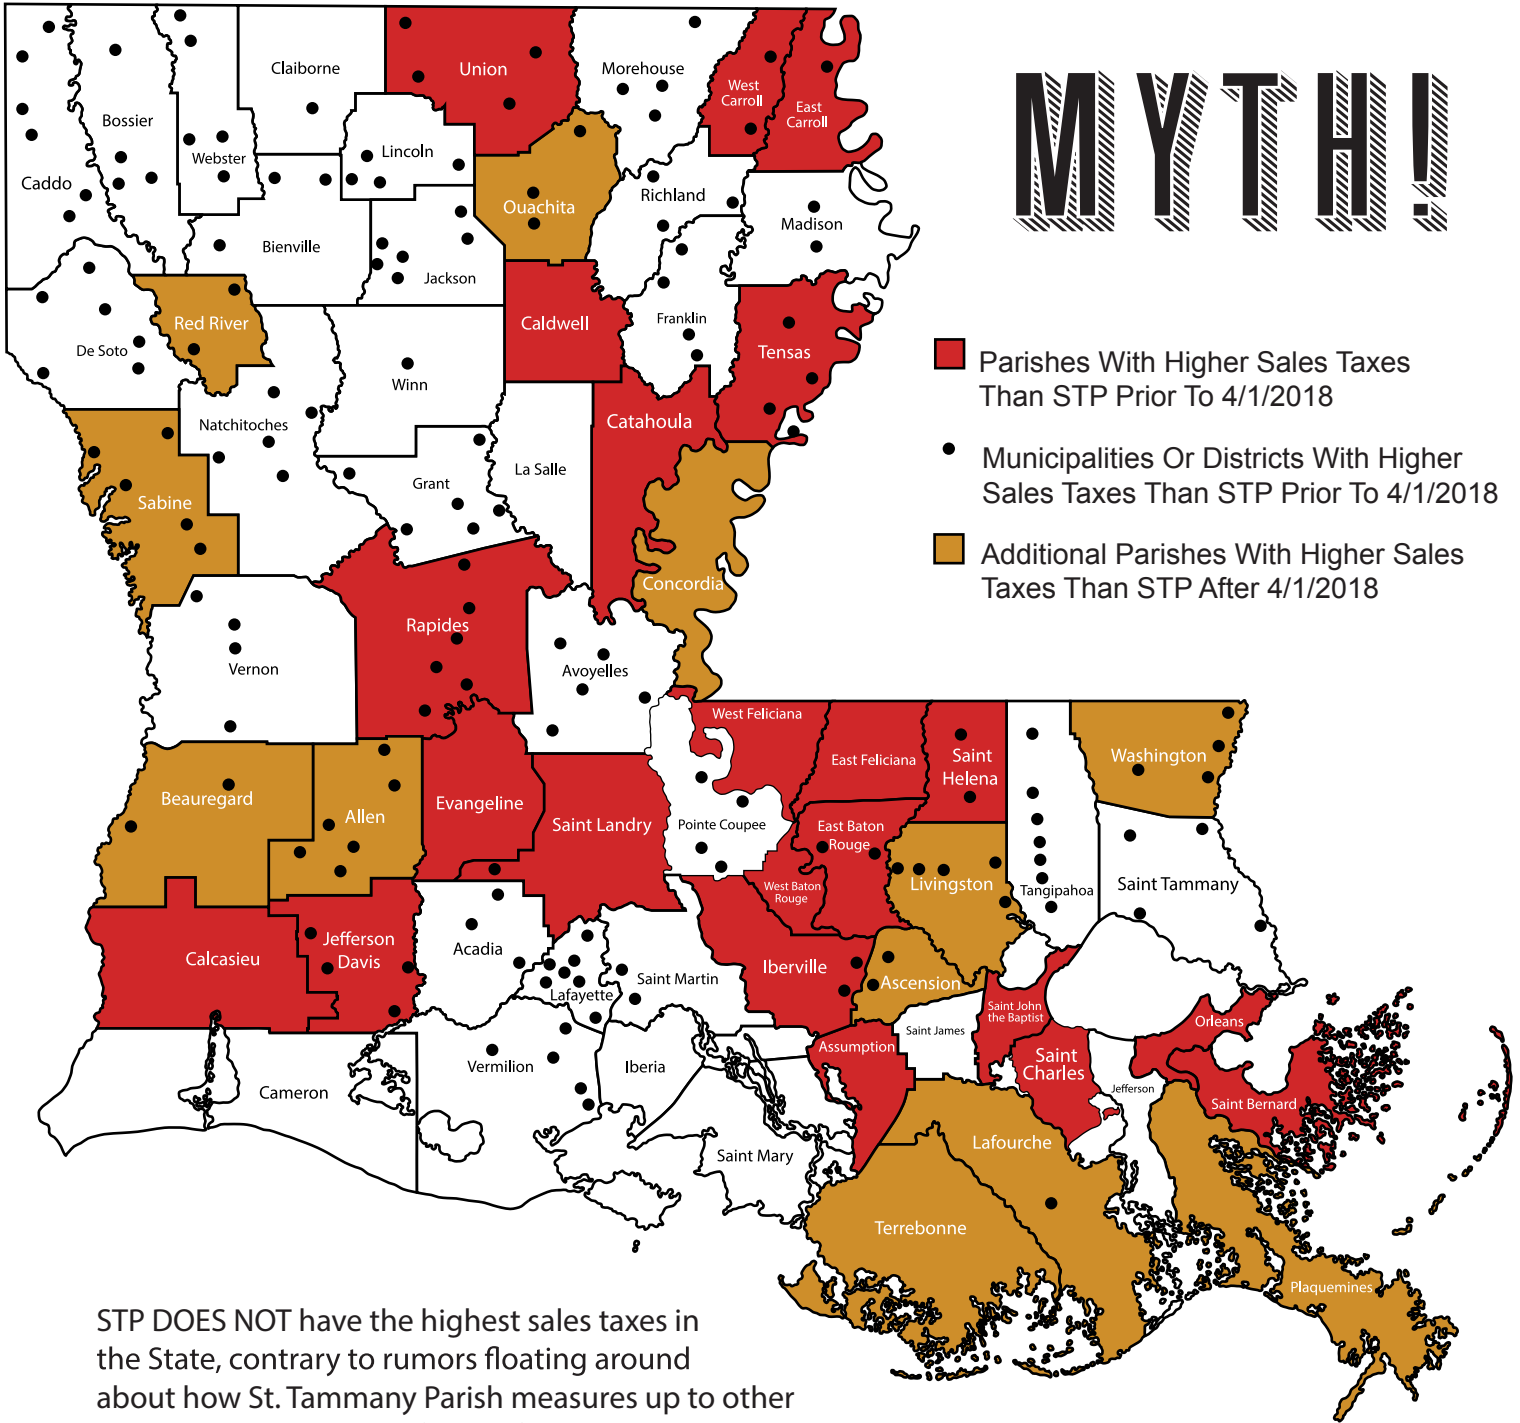 MYTH!
Claiborne
Union
Morehouse
West
Carroll
East
Carroll
Bossier
Webster
Lincoln
Caddo
Ouachita
Richland
Madison
Bienville
Jackson
Red River
Caldwell
Franklin
Tensas
De Soto
Winn
Natchitoches
Catahoula
Grant
La Salle
Sabine
Concordia
Rapides
Vernon
Avoyelles
Parishes With Higher Sales Taxes
Than STP Prior To 4/1/2018
Municipalities Or Districts With Higher
Sales Taxes Than STP Prior To 4/1/2018
Additional Parishes With Higher Sales
Taxes Than STP After 4/1/2018
West Feliciana
East Feliciana
Saint
Helena
Washington
Beauregard
Allen
Evangeline
Saint Landry
Pointe Coupee
East Baton
Rouge
West Baton
Rouge
Livingston
Tangipahoa
Saint Tammany
Calcasieu
Jefferson
Davis
Acadia
Lafayette
Saint Martin
Iberville
Ascension
Saint John
the Baptist
Orleans
Saint James
Assumption
Saint
Charles
Jefferson
Saint Bernard
Cameron
Vermilion
Iberia
Saint Mary
Lafourche
Terrebonne
Plaquemines
STP DOES NOT have the highest sales taxes in
the State, contrary to rumors floating around
about how St. Tammany Parish measures up to other